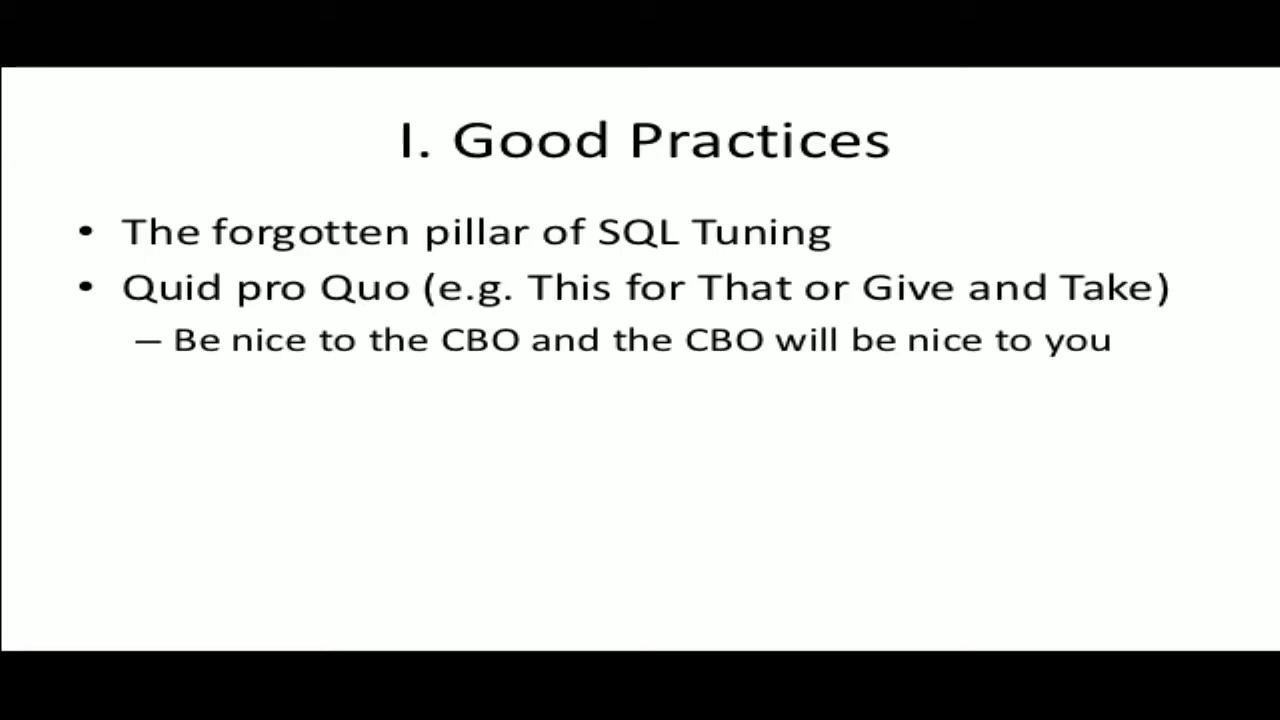 I. Good Practices
• The forgotten pillar of SQL Tuning
• Quid pro Quo (e.g. This for That or Give and Take)
– Be nice to the CBO and the CBO will be nice to you